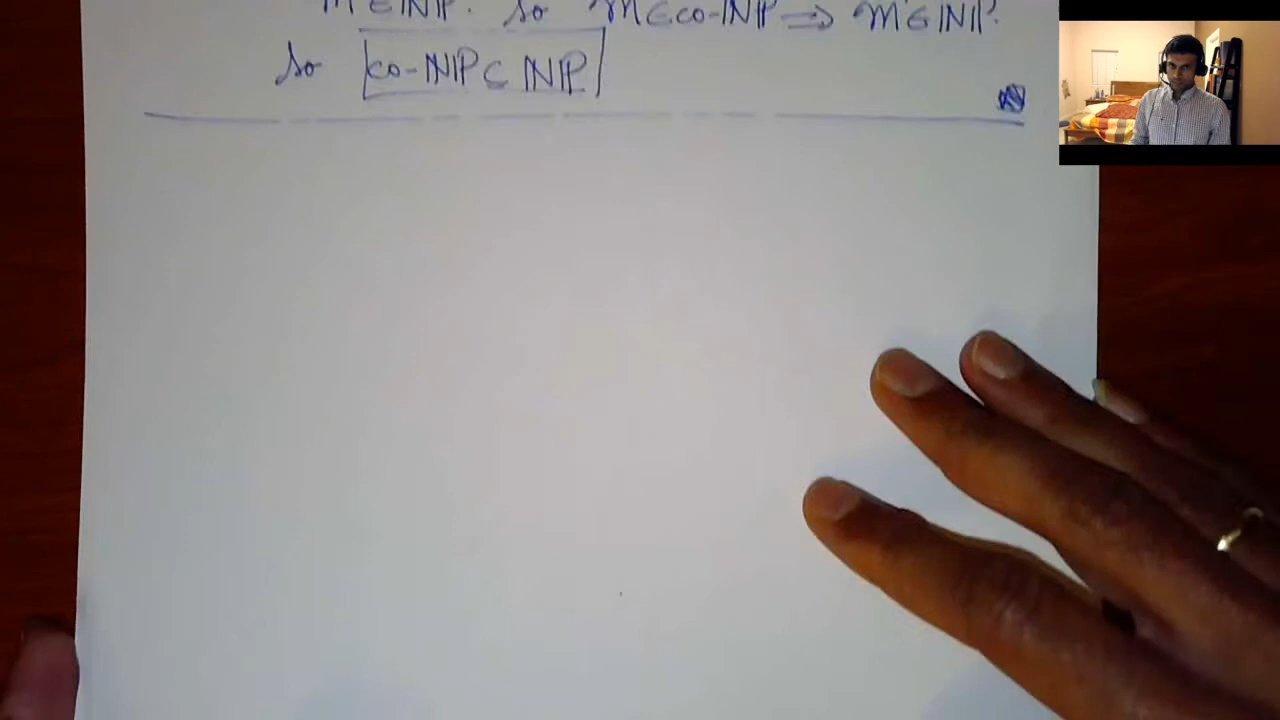 M ∈ NP. So M ∈ co-NP ⇒ M ∈ NP.
So co-NP ⊂ NP